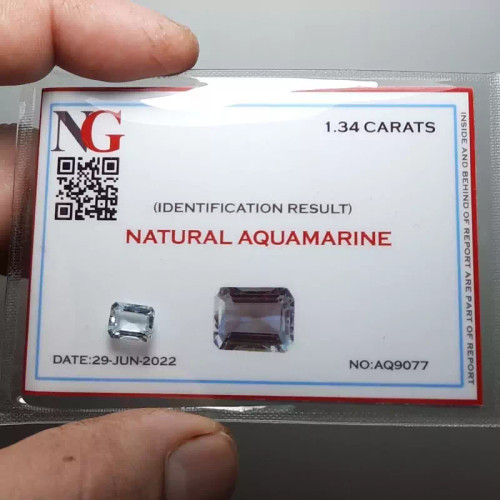 NG
1.34 CARATS
(IDENTIFICATION RESULT)
NATURAL AQUAMARINE
DATE:29-JUN-2022
NO:AQ9077
INSIDE AND BEHIND OF REPORT ARE PART OF REPORT